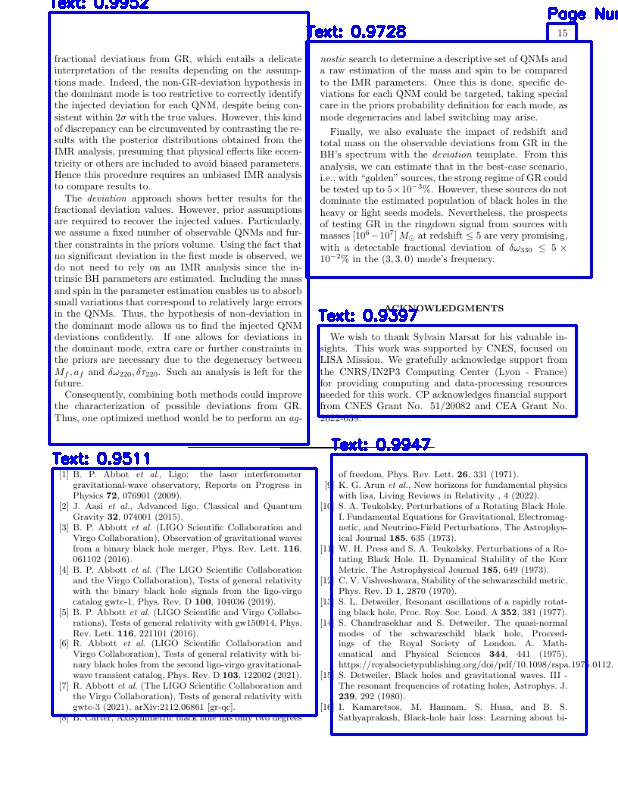 Text: 0.9952
fractional deviations from GR, which entails a delicate
interpretation of the results depending on the assump-
tions made. Indeed, the non-GR-deviation hypothesis in
the dominant mode is too restrictive to correctly identify
the injected deviation for each QNM, despite being con-
sistent within 2σ with the true values. However, this kind
of discrepancy can be circumvented by contrasting the re-
sults with the posterior distributions obtained from the
IMR analysis, presuming that physical effects like eccen-
tricity or others are included to avoid biased parameters.
Hence this procedure requires an unbiased IMR analysis
to compare results to.
The deviation approach shows better results for the
fractional deviation values. However, prior assumptions
are required to recover the injected values. Particularly,
we assume a fixed number of observable QNMs and fur-
ther constraints in the priors volume. Using the fact that
no significant deviation in the first mode is observed, we
do not need to rely on an IMR analysis since the in-
trinsic BH parameters are estimated. Including the mass
and spin in the parameter estimation enables us to absorb
small variations that correspond to relatively large errors
in the QNMs. Thus, the hypothesis of non-deviation in
the dominant mode allows us to find the injected QNM
deviations confidently. If one allows for deviations in
the dominant mode, extra care or further constraints in
the priors are necessary due to the degeneracy between
M_f, a_f and δω₂₂₀, δτ₂₂₀. Such an analysis is left for the
future.
Consequently, combining both methods could improve
the characterization of possible deviations from GR.
Thus, one optimized method would be to perform an ag-
Page Nu
15
Text: 0.9728
nostic search to determine a descriptive set of QNMs and
a raw estimation of the mass and spin to be compared
to the IMR parameters. Once this is done, specific de-
viations for each QNM could be targeted, taking special
care in the priors probability definition for each mode, as
mode degeneracies and label switching may arise.
Finally, we also evaluate the impact of redshift and
total mass on the observable deviations from GR in the
BH's spectrum with the deviation template. From this
analysis, we can estimate that in the best-case scenario,
i.e., with “golden” sources, the strong regime of GR could
be tested up to 5×10⁻³%. However, these sources do not
dominate the estimated population of black holes in the
heavy or light seeds models. Nevertheless, the prospects
of testing GR in the ringdown signal from sources with
masses [10⁶−10⁷] M⊙ at redshift ≤ 5 are very promising,
with a detectable fractional deviation of δω₃₃₀ ≤ 5 ×
10⁻²% in the (3, 3, 0) mode's frequency.
ACKNOWLEDGMENTS
Text: 0.9397
We wish to thank Sylvain Marsat for his valuable in-
sights. This work was supported by CNES, focused on
LISA Mission. We gratefully acknowledge support from
the CNRS/IN2P3 Computing Center (Lyon - France)
for providing computing and data-processing resources
needed for this work. CP acknowledges financial support
from CNES Grant No. 51/20082 and CEA Grant No.
2022-039.
Text: 0.9511
[1] B. P. Abbot et al., Ligo: the laser interferometer
gravitational-wave observatory, Reports on Progress in
Physics 72, 076901 (2009).
[2] J. Aasi et al., Advanced ligo, Classical and Quantum
Gravity 32, 074001 (2015).
[3] B. P. Abbott et al. (LIGO Scientific Collaboration and
Virgo Collaboration), Observation of gravitational waves
from a binary black hole merger, Phys. Rev. Lett. 116,
061102 (2016).
[4] B. P. Abbott et al. (The LIGO Scientific Collaboration
and the Virgo Collaboration), Tests of general relativity
with the binary black hole signals from the ligo-virgo
catalog gwtc-1, Phys. Rev. D 100, 104036 (2019).
[5] B. P. Abbott et al. (LIGO Scientific and Virgo Collabo-
rations), Tests of general relativity with gw150914, Phys.
Rev. Lett. 116, 221101 (2016).
[6] R. Abbott et al. (LIGO Scientific Collaboration and
Virgo Collaboration), Tests of general relativity with bi-
nary black holes from the second ligo-virgo gravitational-
wave transient catalog, Phys. Rev. D 103, 122002 (2021).
[7] R. Abbott et al. (The LIGO Scientific Collaboration and
the Virgo Collaboration), Tests of general relativity with
gwtc-3 (2021), arXiv:2112.06861 [gr-qc].
[8] B. Carter, Axisymmetric black hole has only two degrees
Text: 0.9947
of freedom, Phys. Rev. Lett. 26, 331 (1971).
[9] K. G. Arun et al., New horizons for fundamental physics
with lisa, Living Reviews in Relativity , 4 (2022).
[10] S. A. Teukolsky, Perturbations of a Rotating Black Hole.
I. Fundamental Equations for Gravitational, Electromag-
netic, and Neutrino-Field Perturbations, The Astrophys-
ical Journal 185, 635 (1973).
[11] W. H. Press and S. A. Teukolsky, Perturbations of a Ro-
tating Black Hole. II. Dynamical Stability of the Kerr
Metric, The Astrophysical Journal 185, 649 (1973).
[12] C. V. Vishveshwara, Stability of the schwarzschild metric,
Phys. Rev. D 1, 2870 (1970).
[13] S. L. Detweiler, Resonant oscillations of a rapidly rotat-
ing black hole, Proc. Roy. Soc. Lond. A 352, 381 (1977).
[14] S. Chandrasekhar and S. Detweiler, The quasi-normal
modes of the schwarzschild black hole, Proceed-
ings of the Royal Society of London. A. Math-
ematical and Physical Sciences 344, 441 (1975),
https://royalsocietypublishing.org/doi/pdf/10.1098/rspa.1975.0112.
[15] S. Detweiler, Black holes and gravitational waves. III -
The resonant frequencies of rotating holes, Astrophys. J.
239, 292 (1980).
[16] I. Kamaretsos, M. Hannam, S. Husa, and B. S.
Sathyaprakash, Black-hole hair loss: Learning about bi-